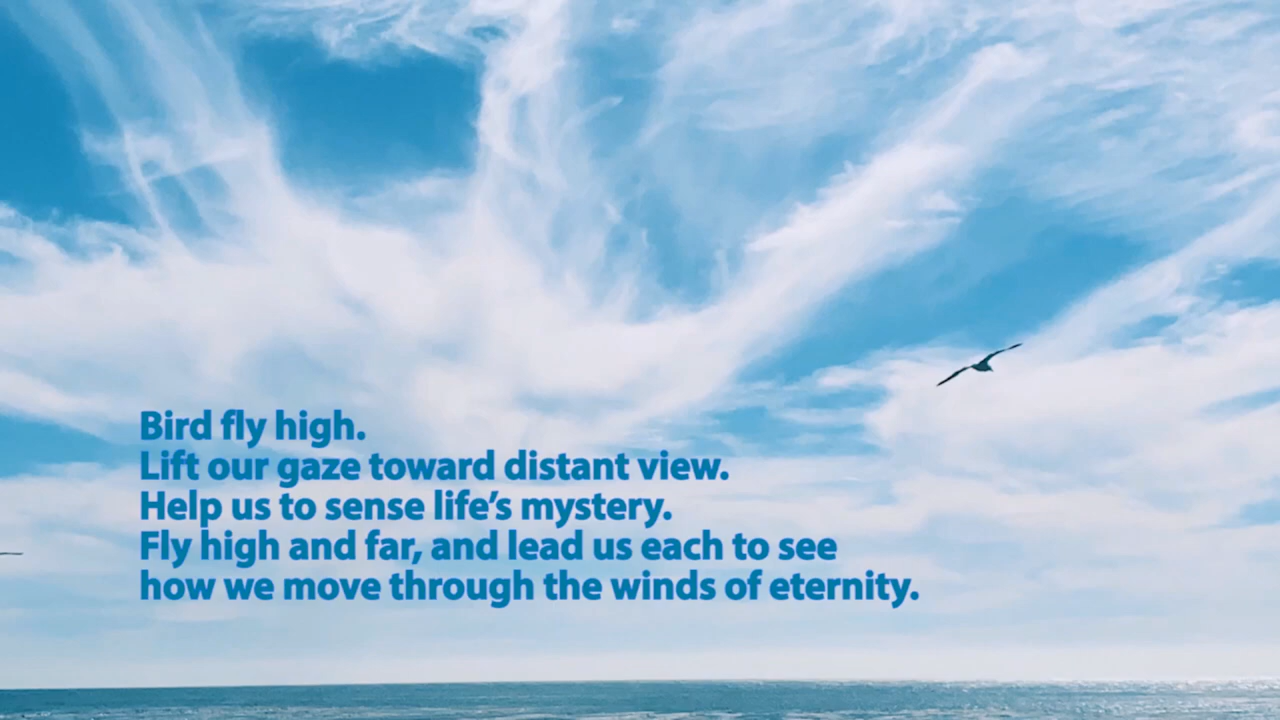 Bird fly high.
Lift our gaze toward distant view.
Help us to sense life’s mystery.
Fly high and far, and lead us each to see
how we move through the winds of eternity.